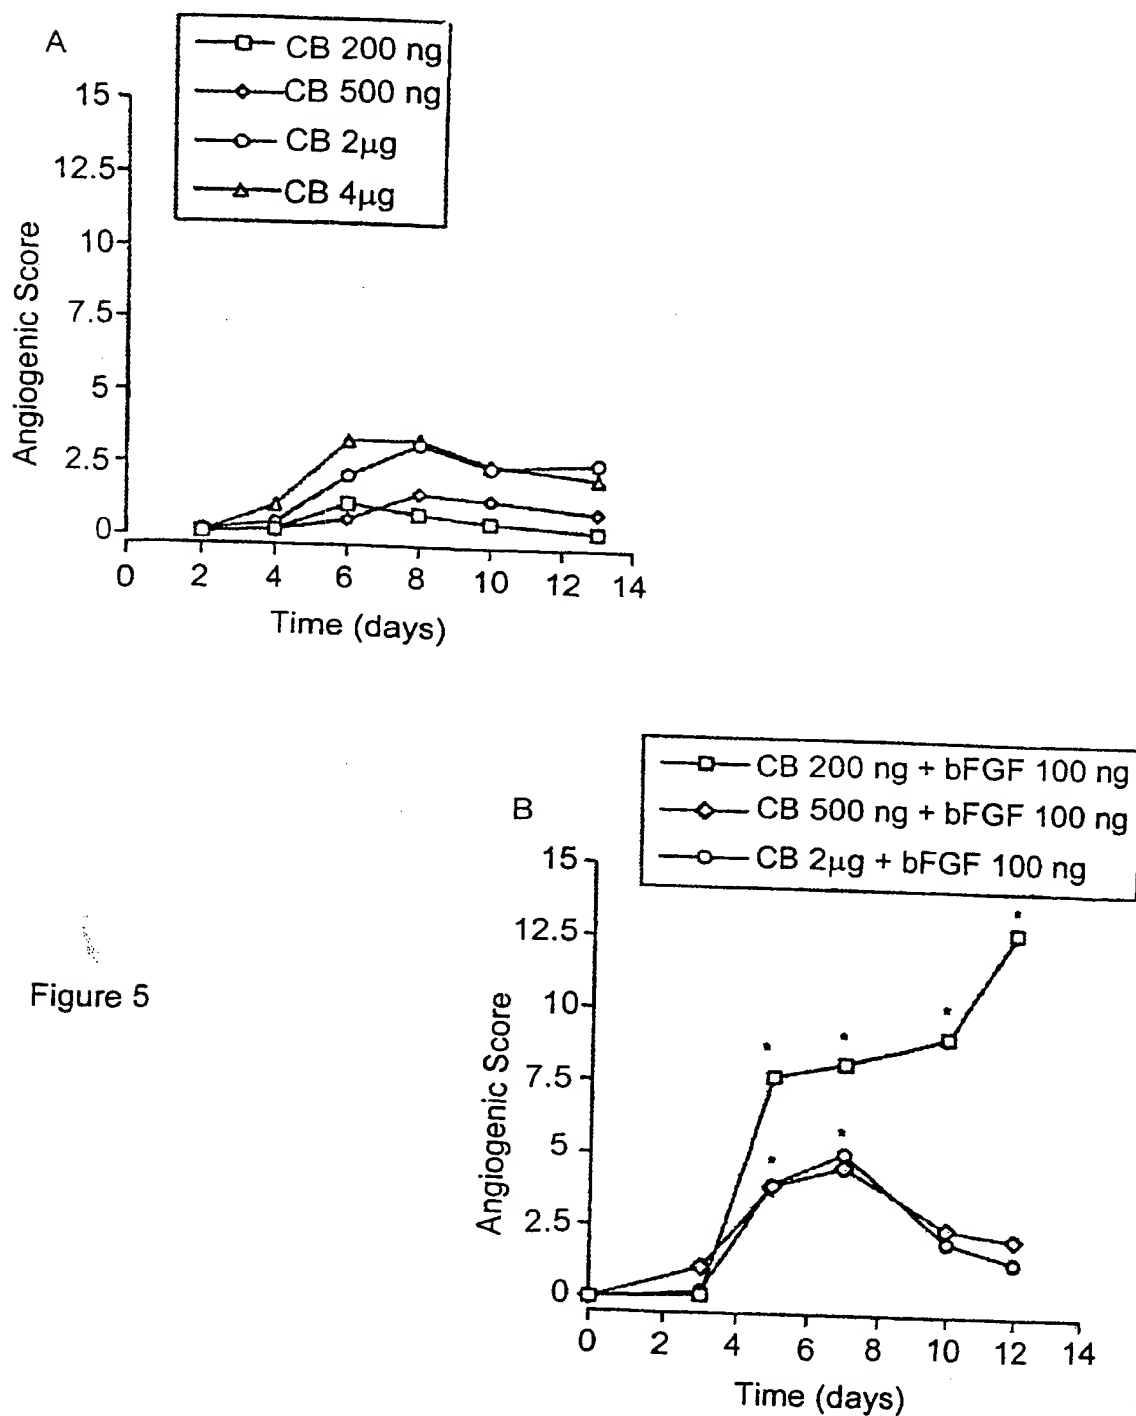 A
CB 200 ng
CB 500 ng
CB 2µg
CB 4µg
15
12.5
10
7.5
5
2.5
0
Angiogenic Score
0 2 4 6 8 10 12 14
Time (days)
CB 200 ng + bFGF 100 ng
CB 500 ng + bFGF 100 ng
CB 2µg + bFGF 100 ng
B
15
12.5
10
7.5
5
2.5
0
Angiogenic Score
* * * *
* *
0 2 4 6 8 10 12 14
Time (days)
Figure 5